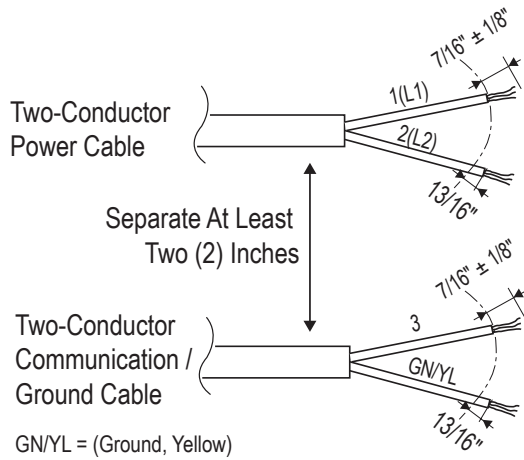 7/16" ± 1/8"
1(L1)
Two-Conductor
Power Cable
2(L2)
13/16"
Separate At Least
Two (2) Inches
7/16" ± 1/8"
3
Two-Conductor
Communication /
Ground Cable
GN/YL
13/16"
GN/YL = (Ground, Yellow)